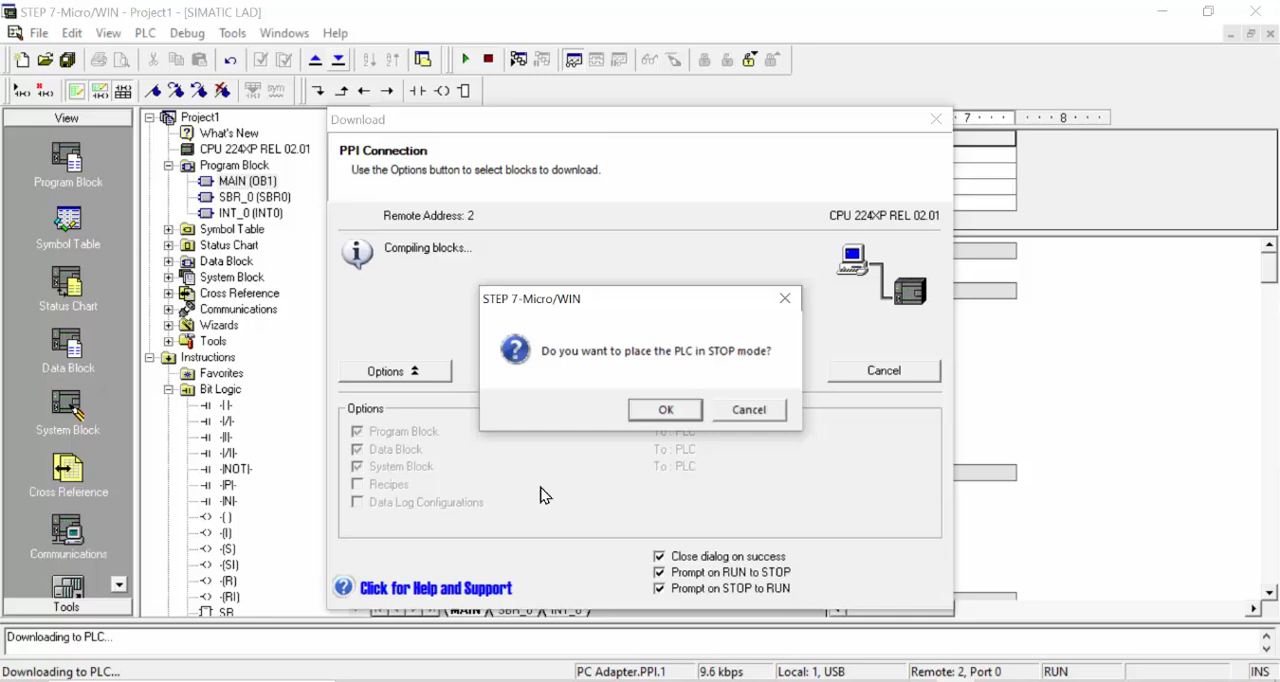 STEP 7-Micro/WIN - Project1 - [SIMATIC LAD]
File Edit View PLC Debug Tools Windows Help
View
Program Block
Symbol Table
Status Chart
Data Block
System Block
Cross Reference
Communications
Tools
Project1
What's New
CPU 224XP REL 02.01
Program Block
MAIN (OB1)
SBR_0 (SBR0)
INT_0 (INT0)
Symbol Table
Status Chart
Data Block
System Block
Cross Reference
Communications
Wizards
Tools
Instructions
Favorites
Bit Logic
-| |-
-|/|-
-|I|-
-|/I|-
-|NOT|-
-|P|-
-|N|-
-( )
-(I)
-(S)
-(SI)
-(R)
-(RI)
SR
Download
PPI Connection
Use the Options button to select blocks to download.
Remote Address: 2 CPU 224XP REL 02.01
Compiling blocks...
Options
Cancel
Options
Program Block To : PLC
Data Block To : PLC
System Block To : PLC
Recipes
Data Log Configurations
Close dialog on success
Prompt on RUN to STOP
Prompt on STOP to RUN
Click for Help and Support
STEP 7-Micro/WIN
Do you want to place the PLC in STOP mode?
OK Cancel
7 8
MAIN SBR_0 INT_0
Downloading to PLC...
Downloading to PLC... PC Adapter.PPI.1 9.6 kbps Local: 1, USB Remote: 2, Port 0 RUN INS